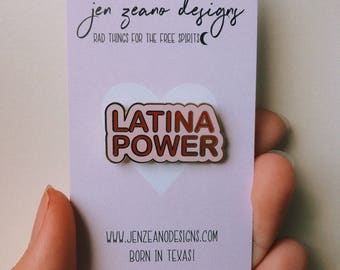 jen zeano designs
RAD THINGS FOR THE FREE SPIRITS
LATINA
POWER
WWW.JENZEANODESIGNS.COM
BORN IN TEXAS!